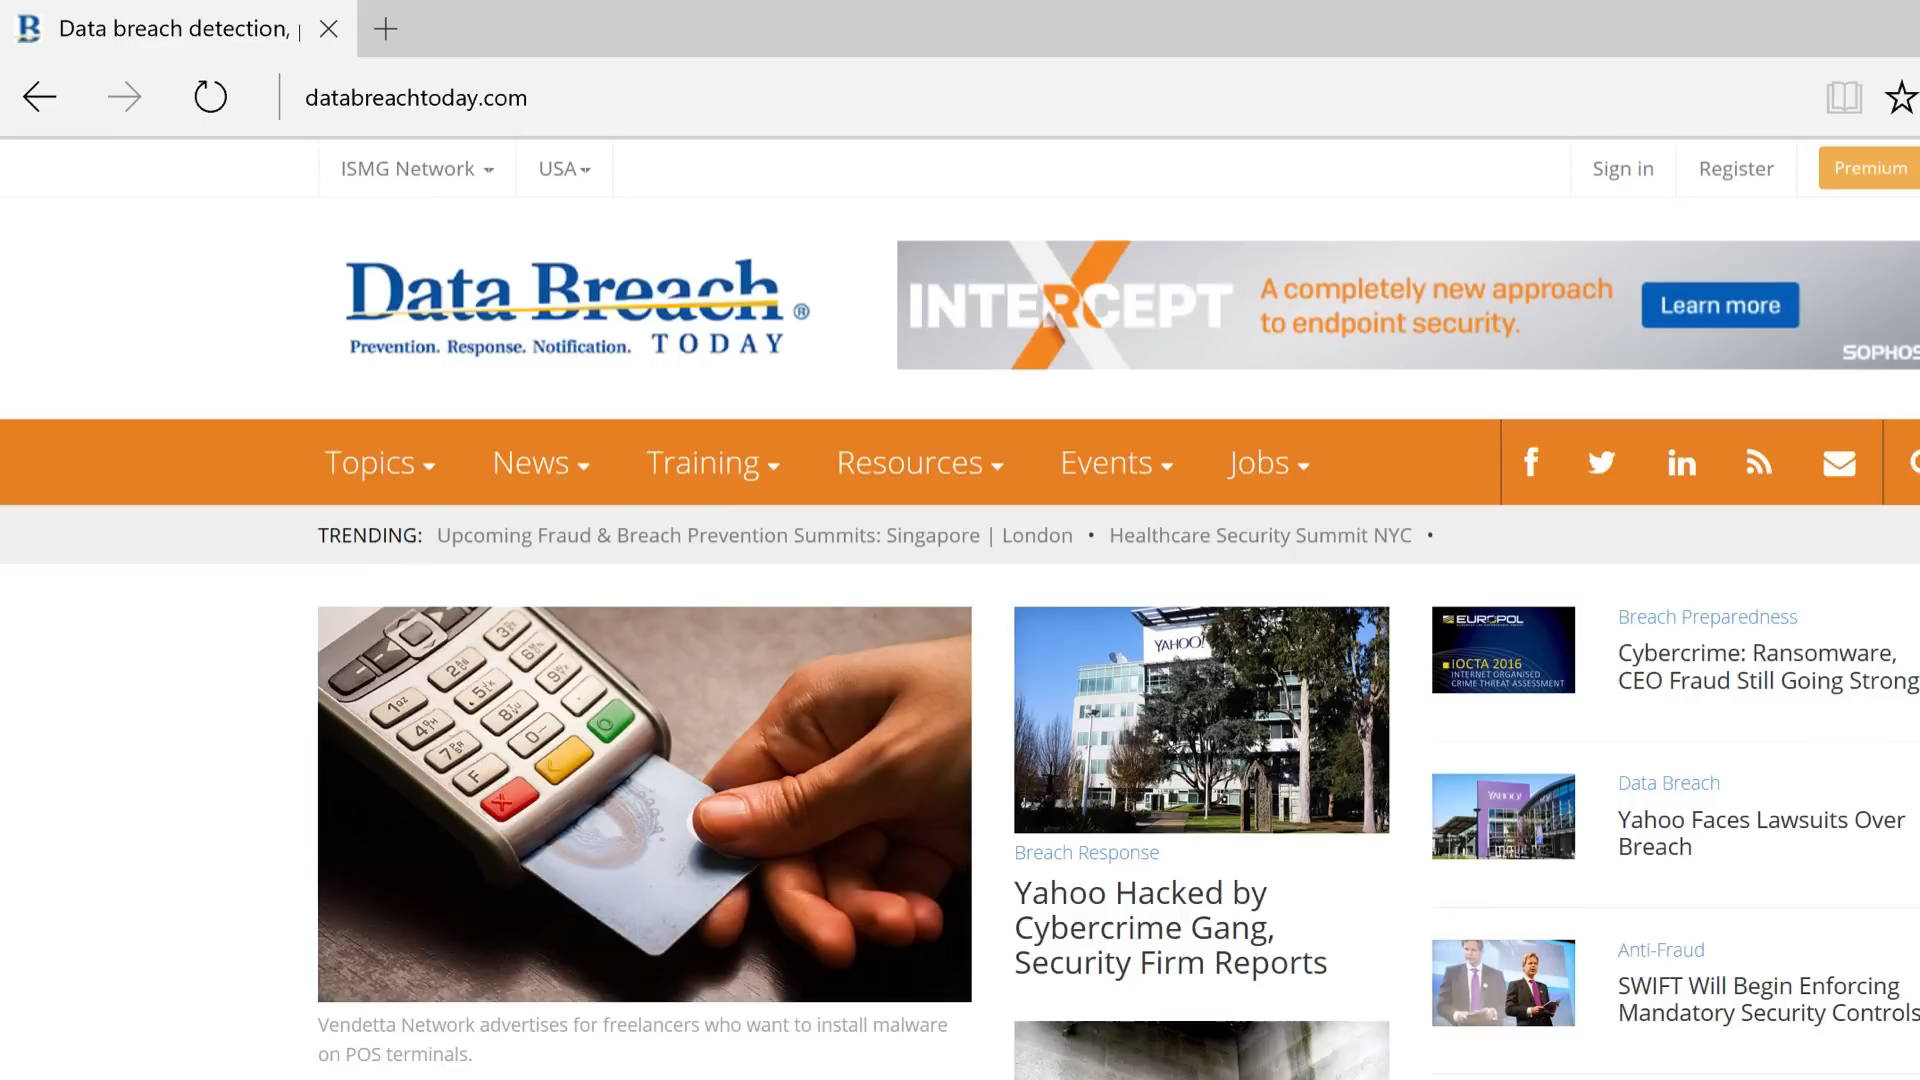 Data breach detection,
databreachtoday.com
ISMG Network
USA
Sign in
Register
Premium
Data Breach ®
Prevention. Response. Notification. TODAY
INTERCEPT
A completely new approach
to endpoint security.
Learn more
SOPHOS
Topics
News
Training
Resources
Events
Jobs
TRENDING: Upcoming Fraud & Breach Prevention Summits: Singapore | London • Healthcare Security Summit NYC •
Vendetta Network advertises for freelancers who want to install malware
on POS terminals.
YAHOO!
Breach Response
Yahoo Hacked by
Cybercrime Gang,
Security Firm Reports
EUROPOL
IOCTA 2016
INTERNET ORGANISED
CRIME THREAT ASSESSMENT
Breach Preparedness
Cybercrime: Ransomware,
CEO Fraud Still Going Strong
YAHOO!
Data Breach
Yahoo Faces Lawsuits Over
Breach
Anti-Fraud
SWIFT Will Begin Enforcing
Mandatory Security Controls